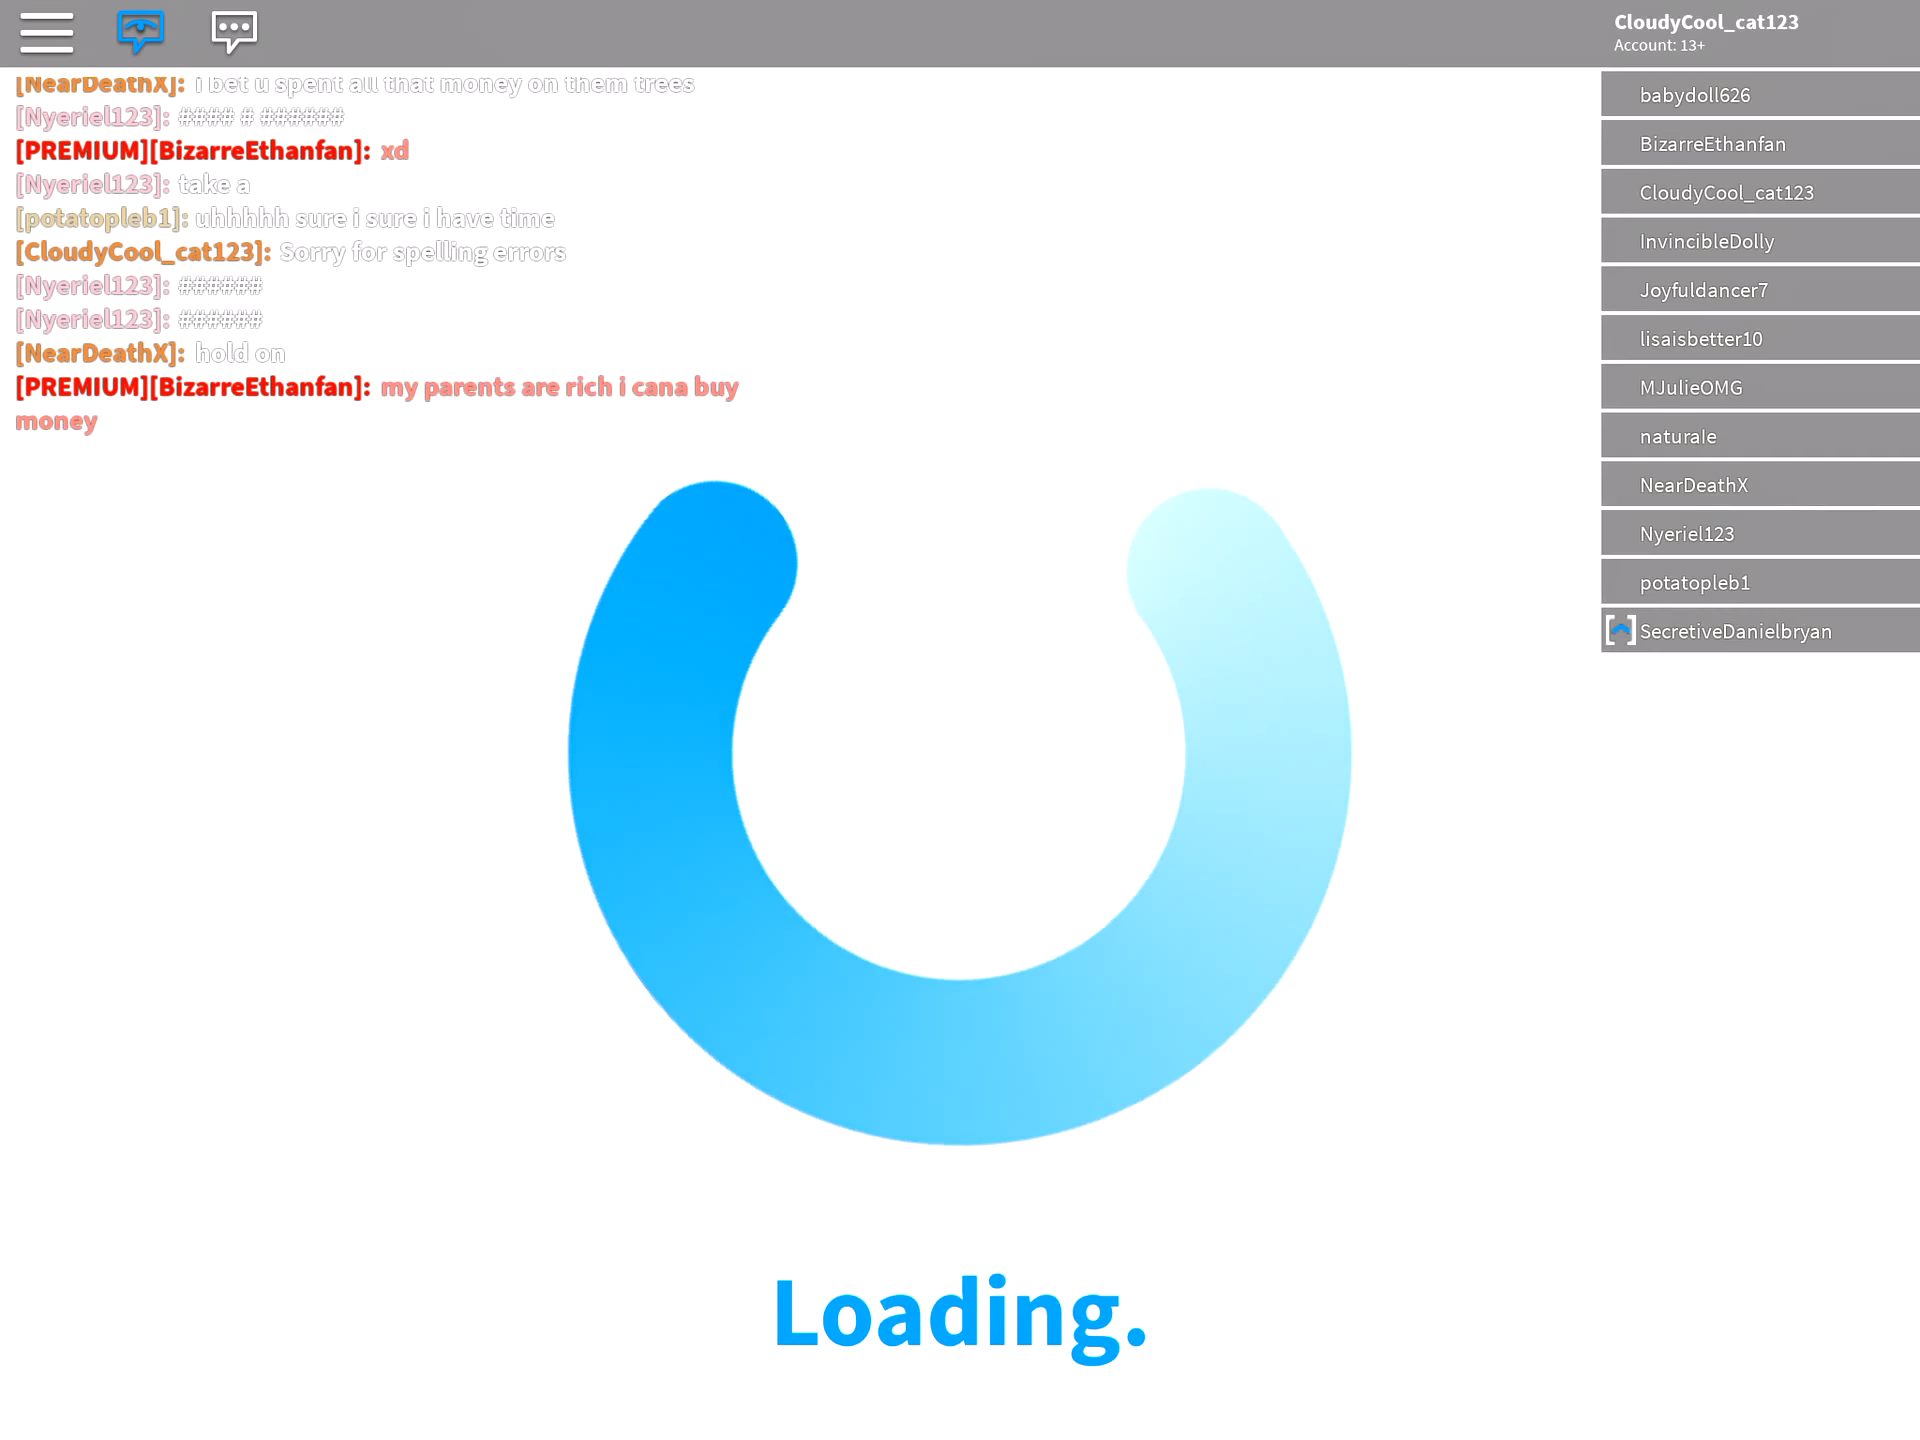 CloudyCool_cat123
Account: 13+
[NearDeathX]: i bet u spent all that money on them trees
[Nyeriel123]: #### # ######
[PREMIUM][BizarreEthanfan]: xd
[Nyeriel123]: take a
[potatopleb1]: uhhhhh sure i sure i have time
[CloudyCool_cat123]: Sorry for spelling errors
[Nyeriel123]: ######
[Nyeriel123]: ######
[NearDeathX]: hold on
[PREMIUM][BizarreEthanfan]: my parents are rich i cana buy
money
babydoll626
BizarreEthanfan
CloudyCool_cat123
InvincibleDolly
Joyfuldancer7
lisaisbetter10
MJulieOMG
naturaIe
NearDeathX
Nyeriel123
potatopleb1
SecretiveDanielbryan
Loading.